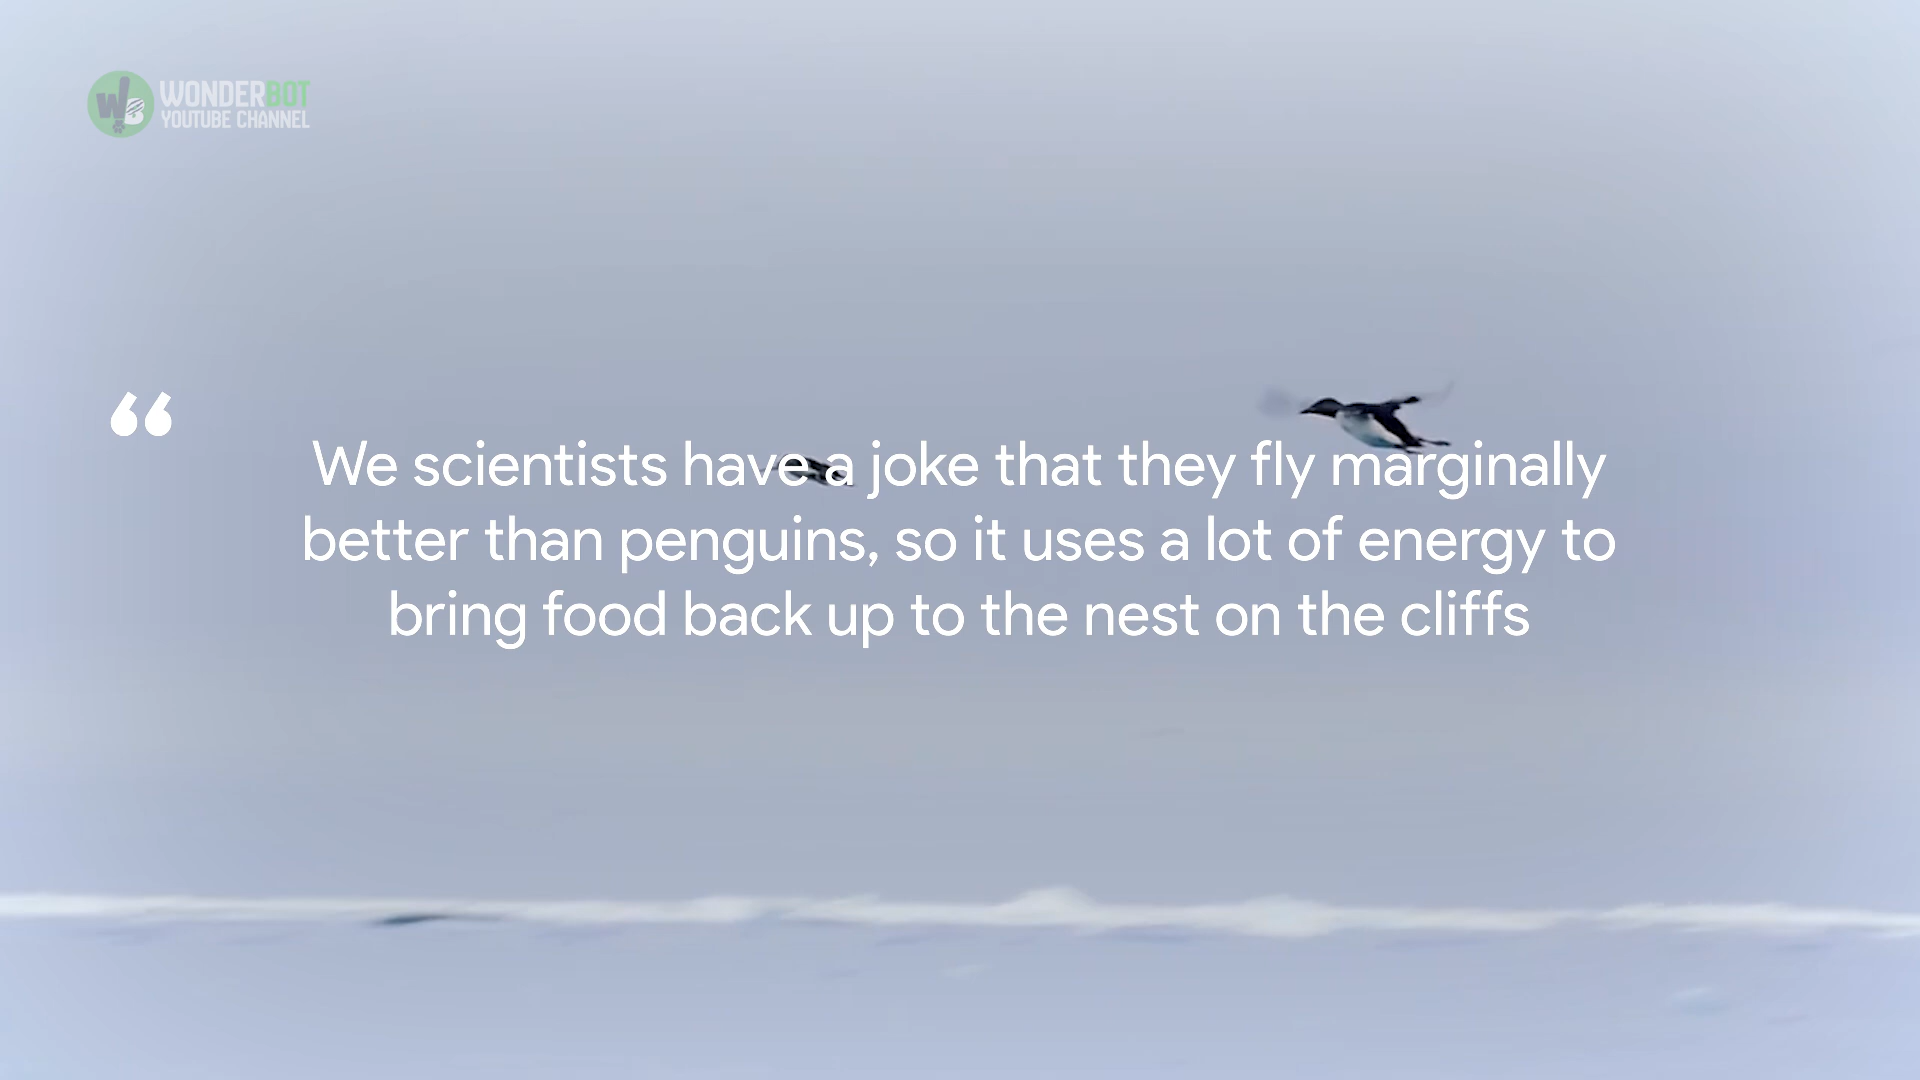 WONDERBOT
YOUTUBE CHANNEL
“
We scientists have a joke that they fly marginally
better than penguins, so it uses a lot of energy to
bring food back up to the nest on the cliffs